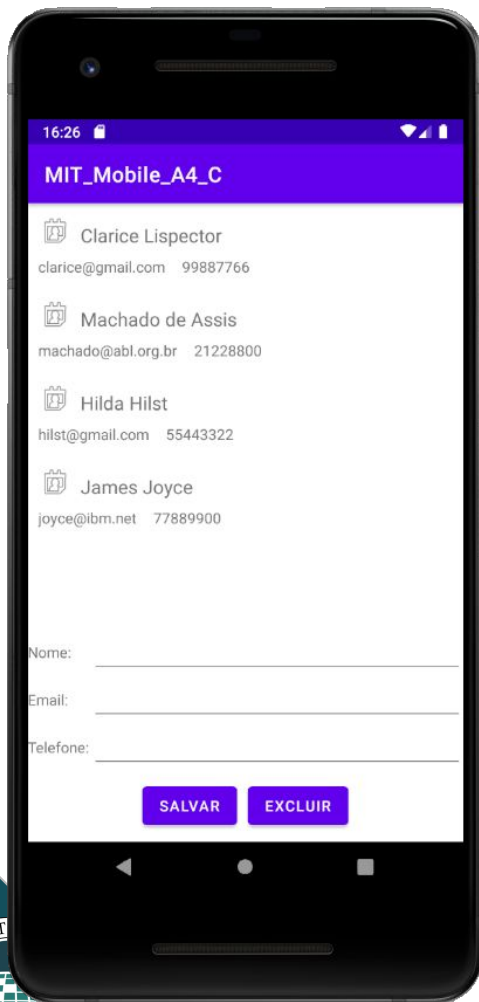 16:26
MIT_Mobile_A4_C
Clarice Lispector
clarice@gmail.com 99887766
Machado de Assis
machado@abl.org.br 21228800
Hilda Hilst
hilst@gmail.com 55443322
James Joyce
joyce@ibm.net 77889900
Nome:
Email:
Telefone:
SALVAR EXCLUIR